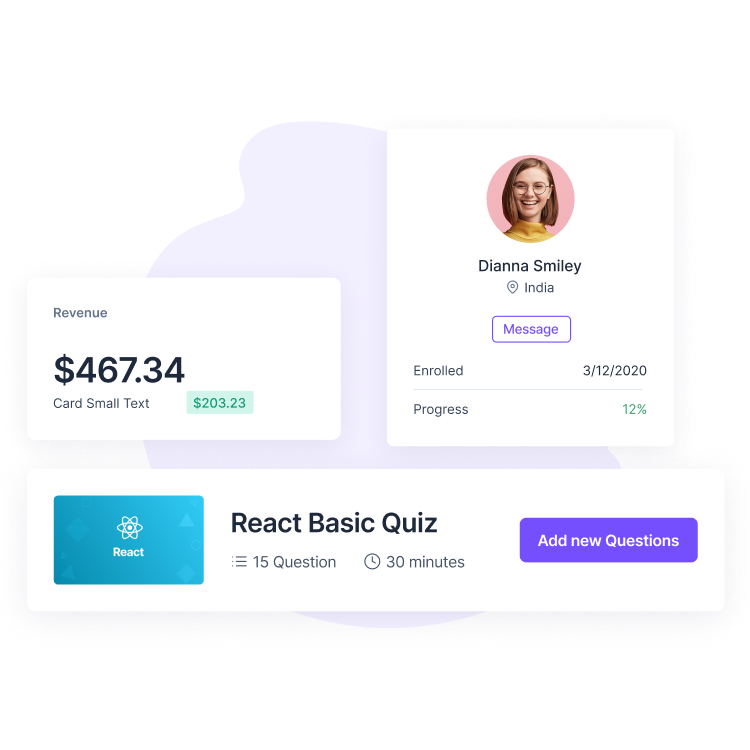 Dianna Smiley
India
Message
Enrolled 3/12/2020
Progress 12%
Revenue
$467.34
Card Small Text $203.23
React
React Basic Quiz
15 Question 30 minutes
Add new Questions